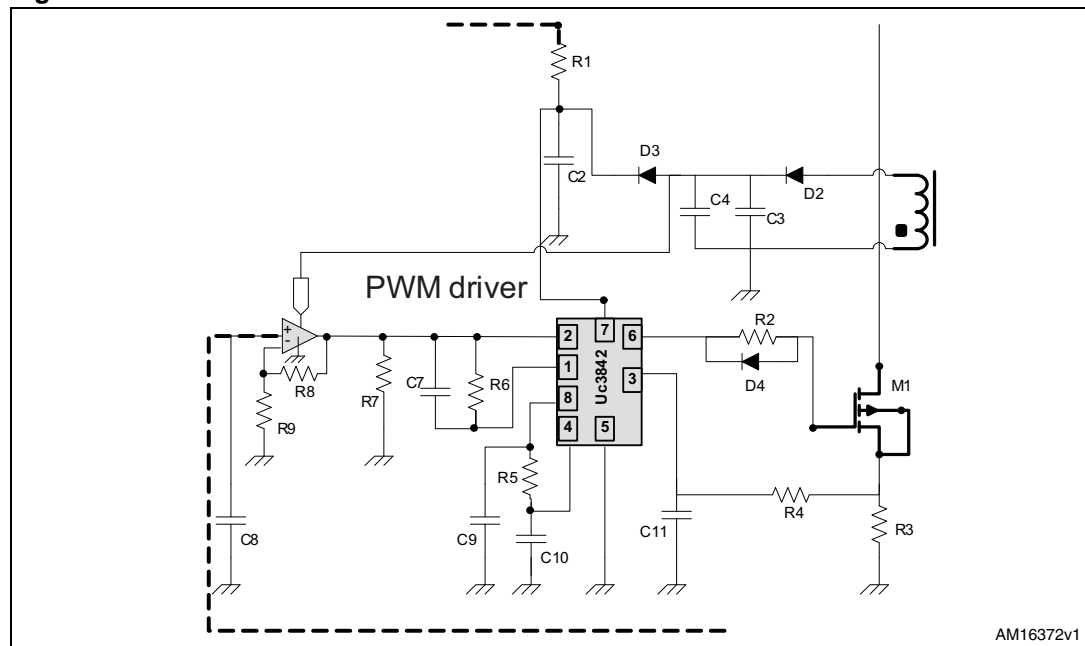 R1
C2
D3
C4
C3
D2
PWM driver
+
-
R8
R9
R7
C7
R6
2
1
8
4
7
5
6
3
Uc3842
R2
D4
M1
R5
C8
C9
C10
C11
R4
R3
AM16372v1